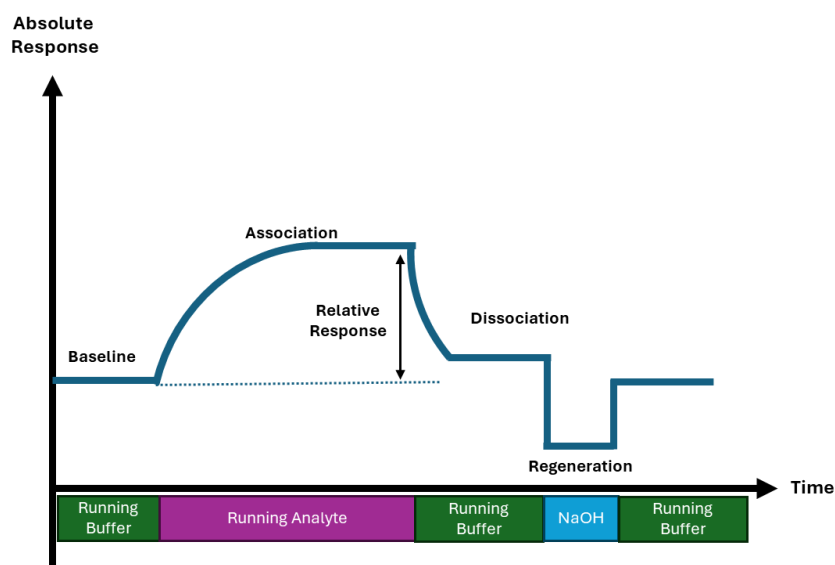 Absolute
Response
Association
Relative
Response
Dissociation
Baseline
Regeneration
Time
Running
Buffer
Running Analyte
Running
Buffer
NaOH
Running
Buffer